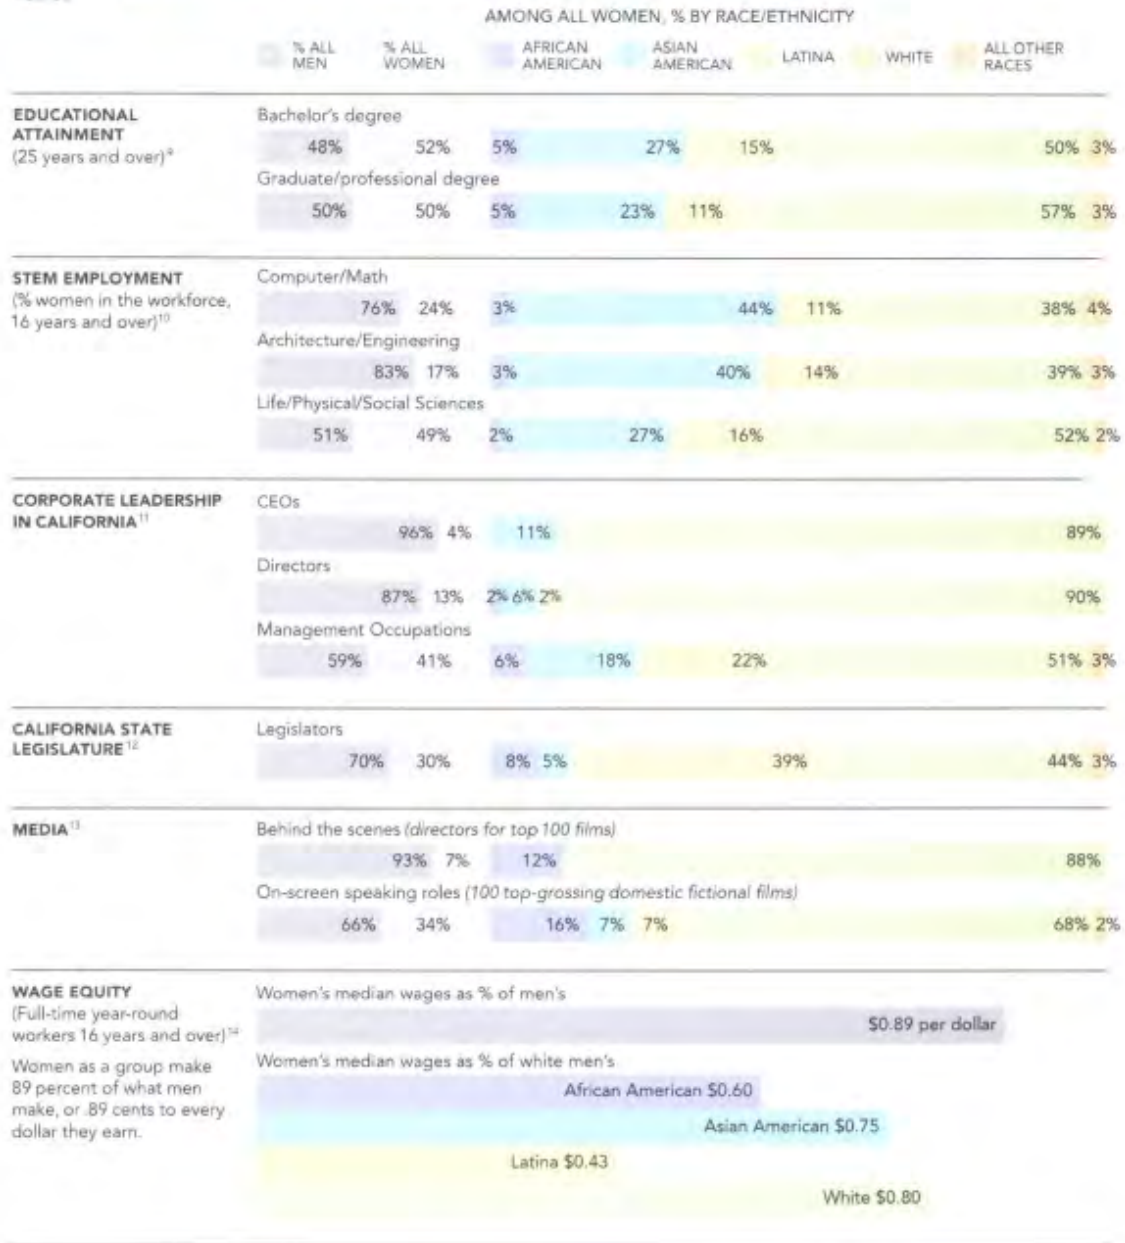 AMONG ALL WOMEN, % BY RACE/ETHNICITY
% ALL MEN % ALL WOMEN AFRICAN AMERICAN ASIAN AMERICAN LATINA WHITE ALL OTHER RACES
EDUCATIONAL ATTAINMENT
(25 years and over)9
Bachelor's degree
48% 52% 5% 27% 15% 50% 3%
Graduate/professional degree
50% 50% 5% 23% 11% 57% 3%
STEM EMPLOYMENT
(% women in the workforce,
16 years and over)10
Computer/Math
76% 24% 3% 44% 11% 38% 4%
Architecture/Engineering
83% 17% 3% 40% 14% 39% 3%
Life/Physical/Social Sciences
51% 49% 2% 27% 16% 52% 2%
CORPORATE LEADERSHIP
IN CALIFORNIA11
CEOs
96% 4% 11% 89%
Directors
87% 13% 2% 6% 2% 90%
Management Occupations
59% 41% 6% 18% 22% 51% 3%
CALIFORNIA STATE
LEGISLATURE12
Legislators
70% 30% 8% 5% 39% 44% 3%
MEDIA13
Behind the scenes (directors for top 100 films)
93% 7% 12% 88%
On-screen speaking roles (100 top-grossing domestic fictional films)
66% 34% 16% 7% 7% 68% 2%
WAGE EQUITY
(Full-time year-round
workers 16 years and over)14
Women as a group make
89 percent of what men
make, or .89 cents to every
dollar they earn.
Women's median wages as % of men's
$0.89 per dollar
Women's median wages as % of white men's
African American $0.60
Asian American $0.75
Latina $0.43
White $0.80